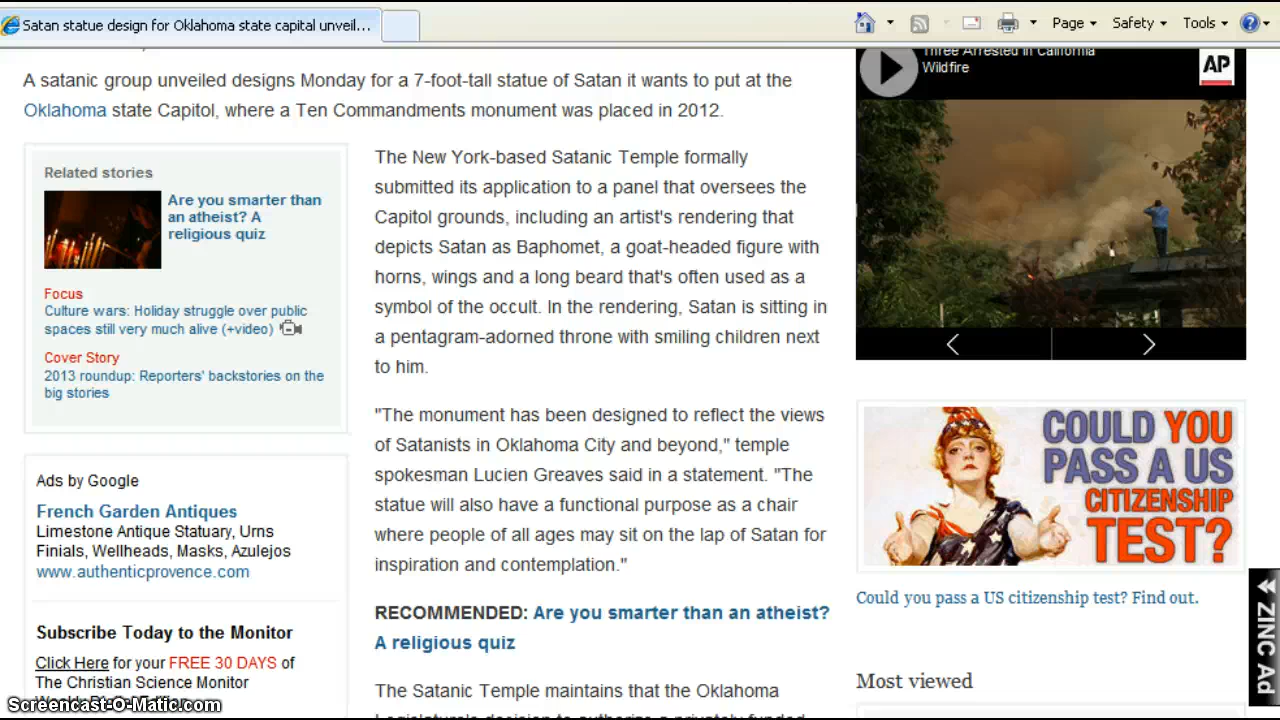 Satan statue design for Oklahoma state capital unveil...
Page
Safety
Tools
A satanic group unveiled designs Monday for a 7-foot-tall statue of Satan it wants to put at the
Oklahoma state Capitol, where a Ten Commandments monument was placed in 2012.
Related stories
Are you smarter than
an atheist? A
religious quiz
Focus
Culture wars: Holiday struggle over public
spaces still very much alive (+video)
Cover Story
2013 roundup: Reporters' backstories on the
big stories
Ads by Google
French Garden Antiques
Limestone Antique Statuary, Urns
Finials, Wellheads, Masks, Azulejos
www.authenticprovence.com
Subscribe Today to the Monitor
Click Here for your FREE 30 DAYS of
The Christian Science Monitor
Screencast-O-Matic.com
The New York-based Satanic Temple formally
submitted its application to a panel that oversees the
Capitol grounds, including an artist's rendering that
depicts Satan as Baphomet, a goat-headed figure with
horns, wings and a long beard that's often used as a
symbol of the occult. In the rendering, Satan is sitting in
a pentagram-adorned throne with smiling children next
to him.
"The monument has been designed to reflect the views
of Satanists in Oklahoma City and beyond," temple
spokesman Lucien Greaves said in a statement. "The
statue will also have a functional purpose as a chair
where people of all ages may sit on the lap of Satan for
inspiration and contemplation."
RECOMMENDED: Are you smarter than an atheist?
A religious quiz
The Satanic Temple maintains that the Oklahoma
Legislature's decision to authorize a privately funded
Three Arrested in California
Wildfire
AP
COULD YOU
PASS A US
CITIZENSHIP
TEST?
Could you pass a US citizenship test? Find out.
ZINC Ad
Most viewed